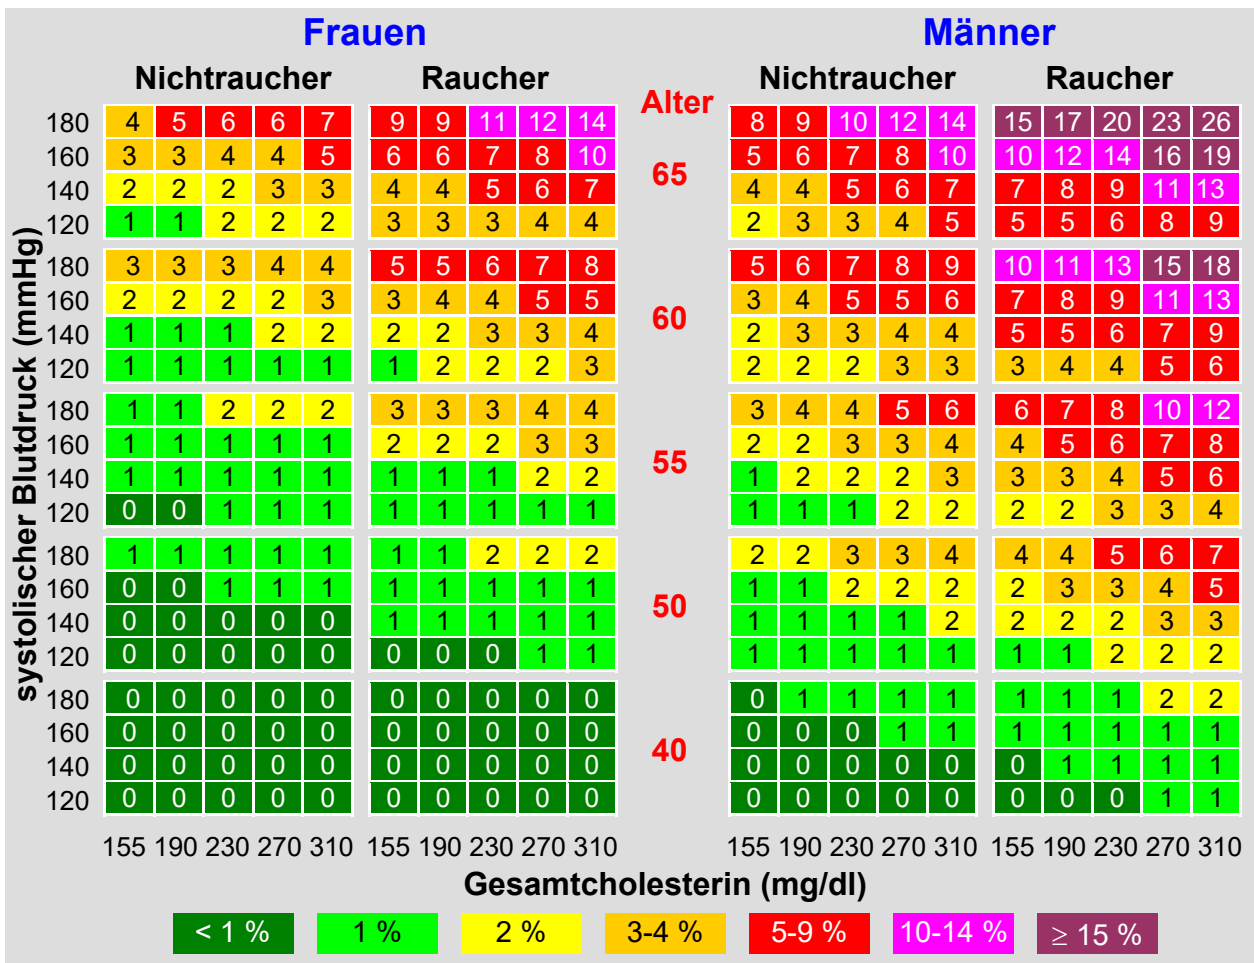 Frauen Männer
Nichtraucher Raucher Nichtraucher Raucher
Alter
systolischer Blutdruck (mmHg)
180 4 5 6 6 7 9 9 11 12 14 8 9 10 12 14 15 17 20 23 26
160 3 3 4 4 5 6 6 7 8 10 5 6 7 8 10 10 12 14 16 19
65
140 2 2 2 3 3 4 4 5 6 7 4 4 5 6 7 7 8 9 11 13
120 1 1 2 2 2 3 3 3 4 4 2 3 3 4 5 5 5 6 8 9
180 3 3 3 4 4 5 5 6 7 8 5 6 7 8 9 10 11 13 15 18
160 2 2 2 2 3 3 4 4 5 5 3 4 5 5 6 7 8 9 11 13
60
140 1 1 1 2 2 2 2 3 3 4 2 3 3 4 4 5 5 6 7 9
120 1 1 1 1 1 1 2 2 2 3 2 2 2 3 3 3 4 4 5 6
180 1 1 2 2 2 3 3 3 4 4 3 4 4 5 6 6 7 8 10 12
160 1 1 1 1 1 2 2 2 3 3 2 2 3 3 4 4 5 6 7 8
55
140 1 1 1 1 1 1 1 1 2 2 1 2 2 2 3 3 3 4 5 6
120 0 0 1 1 1 1 1 1 1 1 1 1 1 2 2 2 2 3 3 4
180 1 1 1 1 1 1 1 2 2 2 2 2 3 3 4 4 4 5 6 7
160 0 0 1 1 1 1 1 1 1 1 1 1 2 2 2 2 3 3 4 5
50
140 0 0 0 0 0 1 1 1 1 1 1 1 1 1 2 2 2 2 3 3
120 0 0 0 0 0 0 0 0 1 1 1 1 1 1 1 1 1 2 2 2
180 0 0 0 0 0 0 0 0 0 0 0 1 1 1 1 1 1 1 2 2
160 0 0 0 0 0 0 0 0 0 0 0 0 0 1 1 1 1 1 1 1
40
140 0 0 0 0 0 0 0 0 0 0 0 0 0 0 0 0 1 1 1 1
120 0 0 0 0 0 0 0 0 0 0 0 0 0 0 0 0 0 0 1 1
155 190 230 270 310 155 190 230 270 310 155 190 230 270 310 155 190 230 270 310
Gesamtcholesterin (mg/dl)
< 1 % 1 % 2 % 3-4 % 5-9 % 10-14 % ≥ 15 %